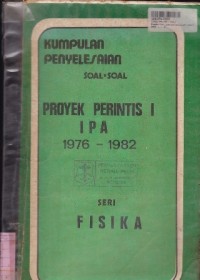 KUMPULAN
PENYELESAIAN
SOAL-SOAL
PROYEK PERINTIS I
IPA
1976 - 1982
SERI
FISIKA